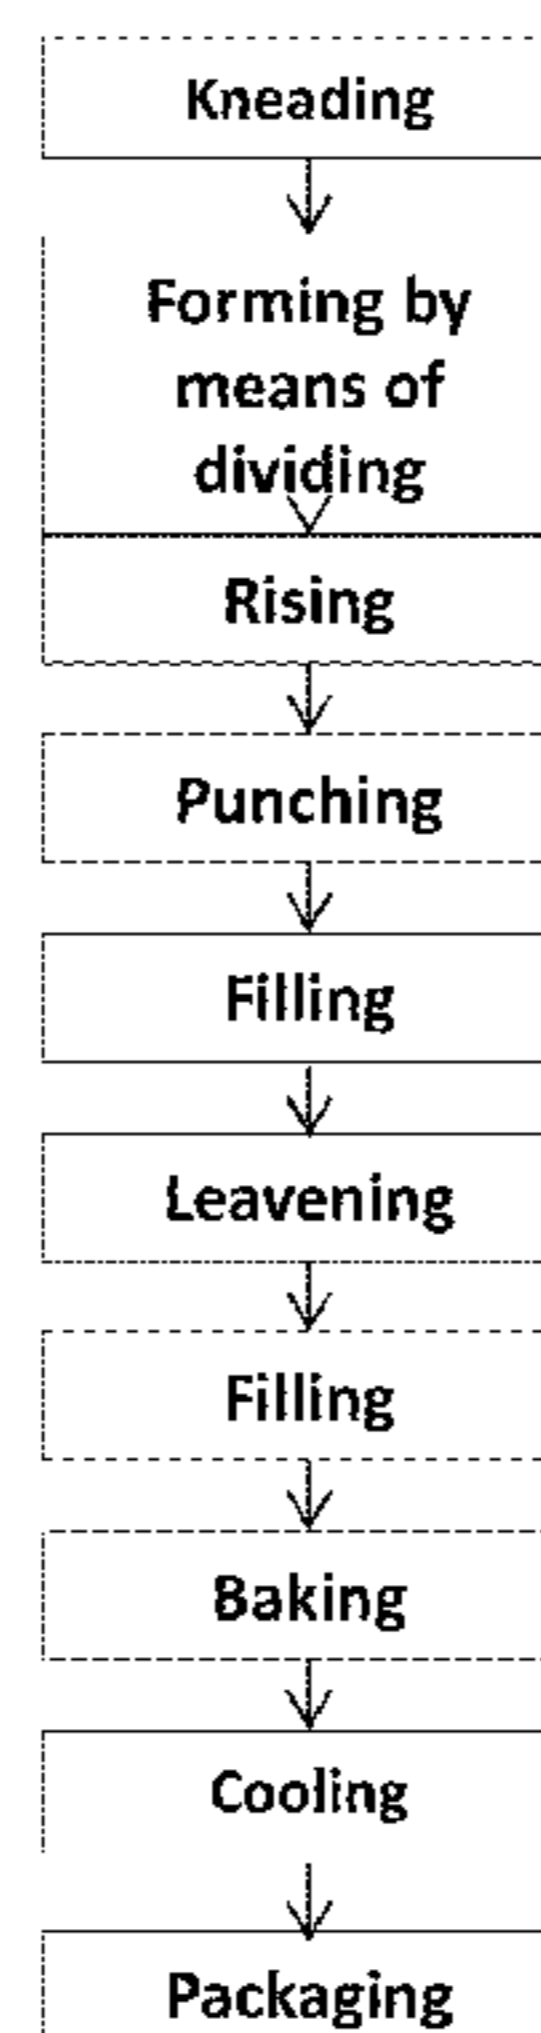 Kneading
Forming by
means of
dividing
Rising
Punching
Filling
Leavening
Filling
Baking
Cooling
Packaging